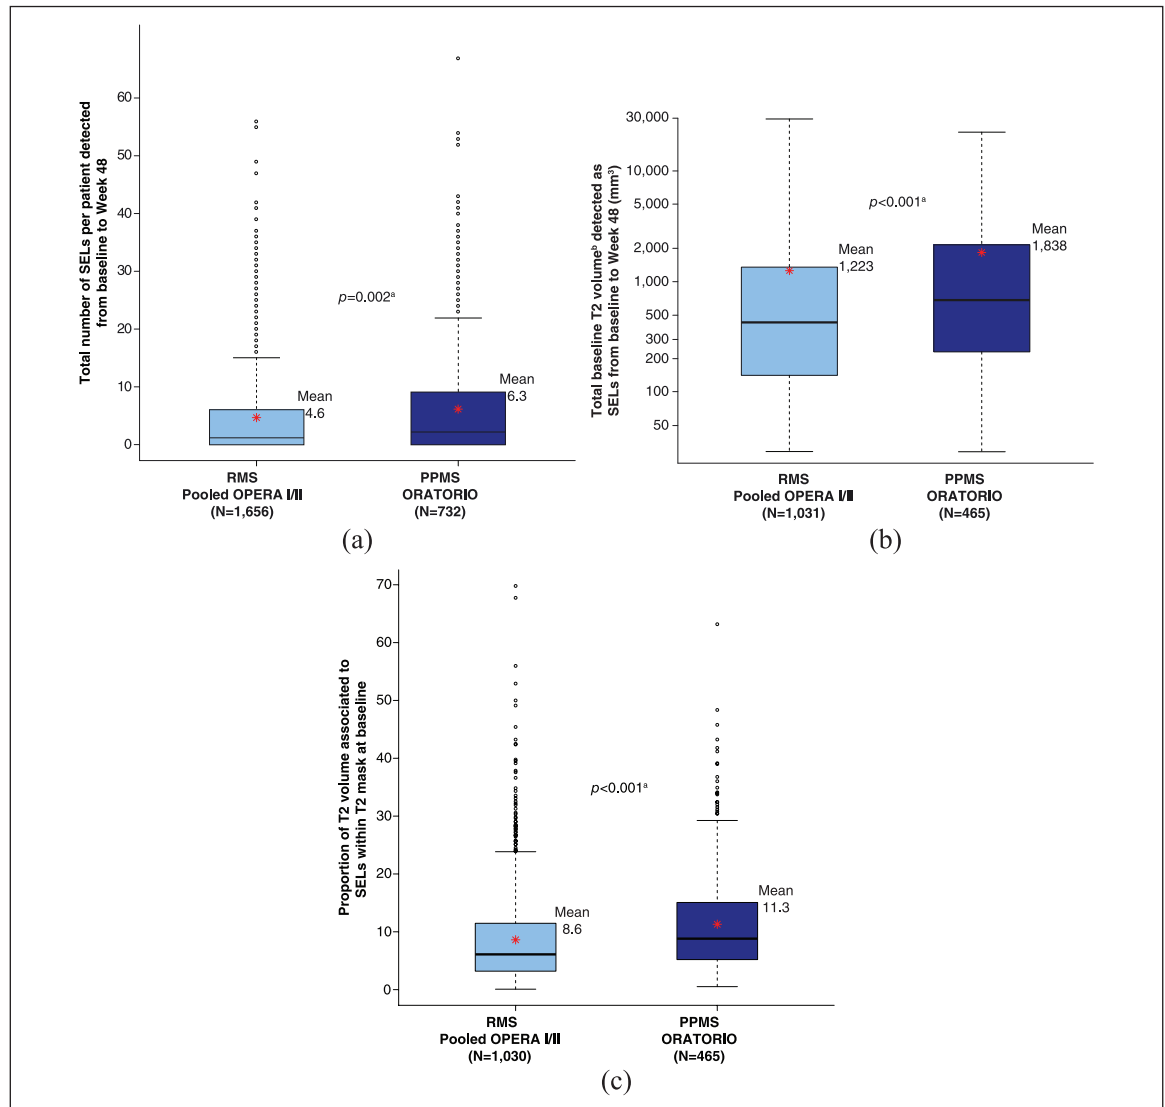 Total number of SELs per patient detected
from baseline to Week 48
60
50
40
30
20
10
0
p=0.002ᵃ
Mean
4.6
Mean
6.3
RMS
Pooled OPERA I/II
(N=1,656)
PPMS
ORATORIO
(N=732)
(a)
Total baseline T2 volumeᵇ detected as
SELs from baseline to Week 48 (mm³)
30,000
10,000
5,000
2,000
1,000
500
300
200
100
50
p<0.001ᵃ
Mean
1,223
Mean
1,838
RMS
Pooled OPERA I/II
(N=1,031)
PPMS
ORATORIO
(N=465)
(b)
Proportion of T2 volume associated to
SELs within T2 mask at baseline
70
60
50
40
30
20
10
0
p<0.001ᵃ
Mean
8.6
Mean
11.3
RMS
Pooled OPERA I/II
(N=1,030)
PPMS
ORATORIO
(N=465)
(c)